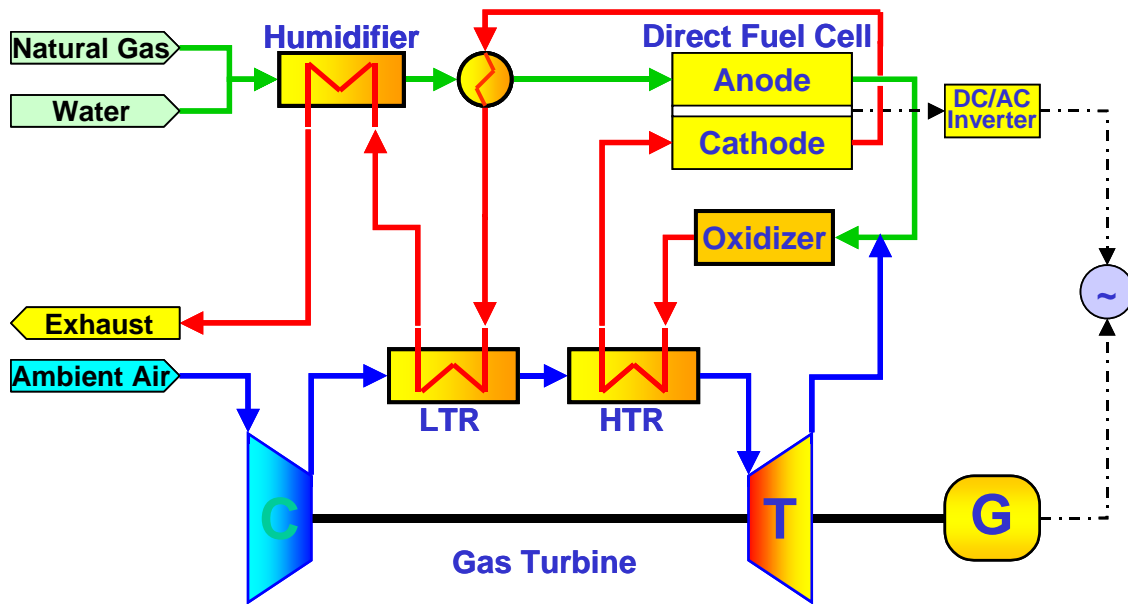 Natural Gas
Water
Humidifier
Direct Fuel Cell
Anode
Cathode
DC/AC
Inverter
Oxidizer
~
Exhaust
Ambient Air
LTR
HTR
C
T
G
Gas Turbine